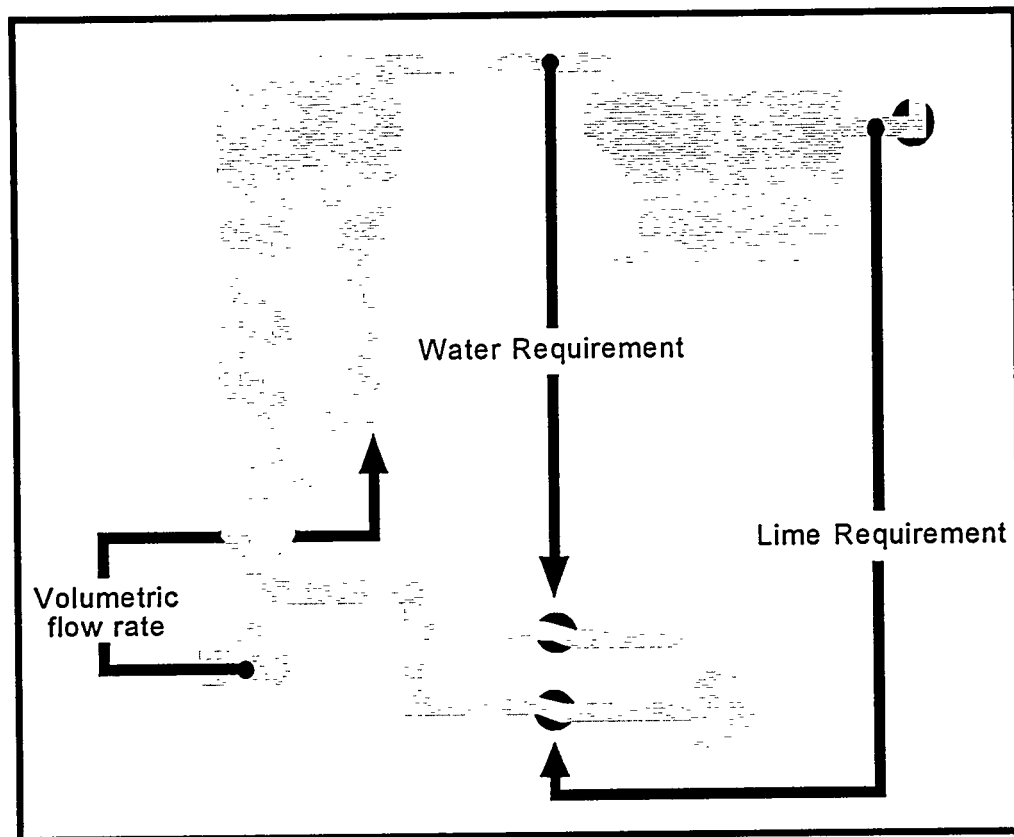 Water Requirement
Lime Requirement
Volumetric
flow rate